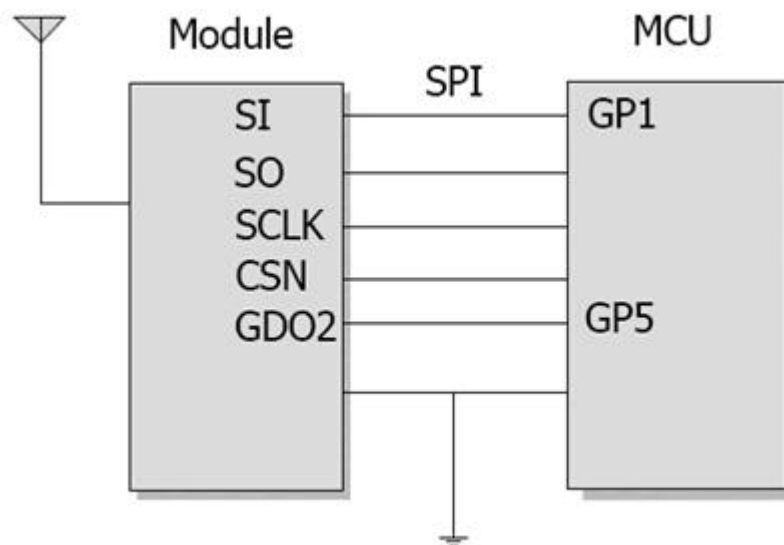 Module
MCU
SPI
SI
GP1
SO
SCLK
CSN
GDO2
GP5